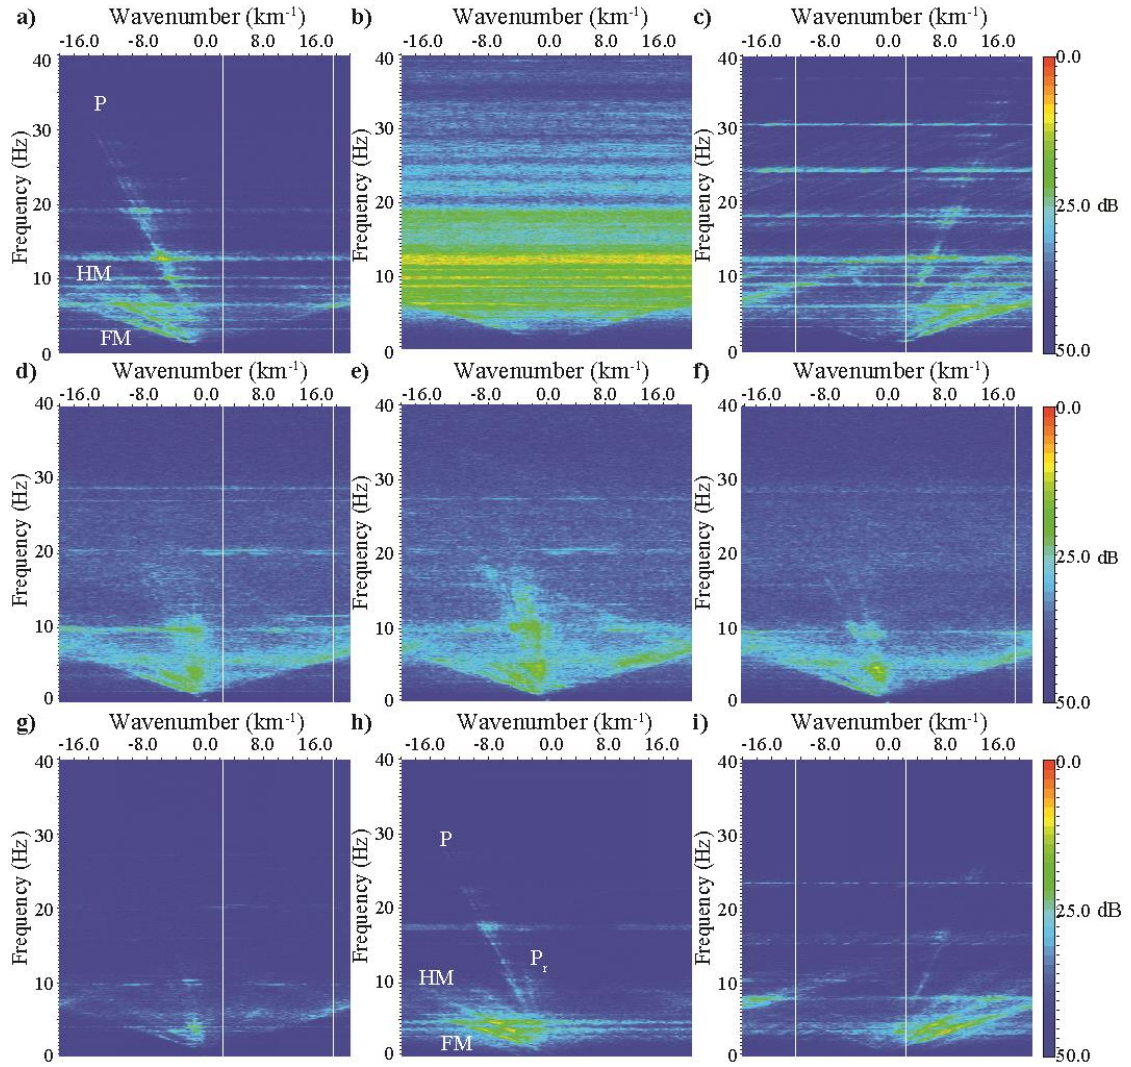 a) Wavenumber (km-1) b) Wavenumber (km-1) c) Wavenumber (km-1)
-16.0 -8.0 0.0 8.0 16.0 -16.0 -8.0 0.0 8.0 16.0 -16.0 -8.0 0.0 8.0 16.0
40 40 40 0.0
P
30 30 30
Frequency (Hz) Frequency (Hz) Frequency (Hz)
20 20 20 25.0 dB
10 10 10
HM
FM
0 0 0 50.0
d) Wavenumber (km-1) e) Wavenumber (km-1) f) Wavenumber (km-1)
-16.0 -8.0 0.0 8.0 16.0 -16.0 -8.0 0.0 8.0 16.0 -16.0 -8.0 0.0 8.0 16.0
40 40 40 0.0
30 30 30
Frequency (Hz) Frequency (Hz) Frequency (Hz)
20 20 20 25.0 dB
10 10 10
0 0 0 50.0
g) Wavenumber (km-1) h) Wavenumber (km-1) i) Wavenumber (km-1)
-16.0 -8.0 0.0 8.0 16.0 -16.0 -8.0 0.0 8.0 16.0 -16.0 -8.0 0.0 8.0 16.0
40 40 40 0.0
30 30 P 30
Frequency (Hz) Frequency (Hz) Frequency (Hz)
20 20 20 25.0 dB
Pr
HM
10 10 10
FM
0 0 0 50.0